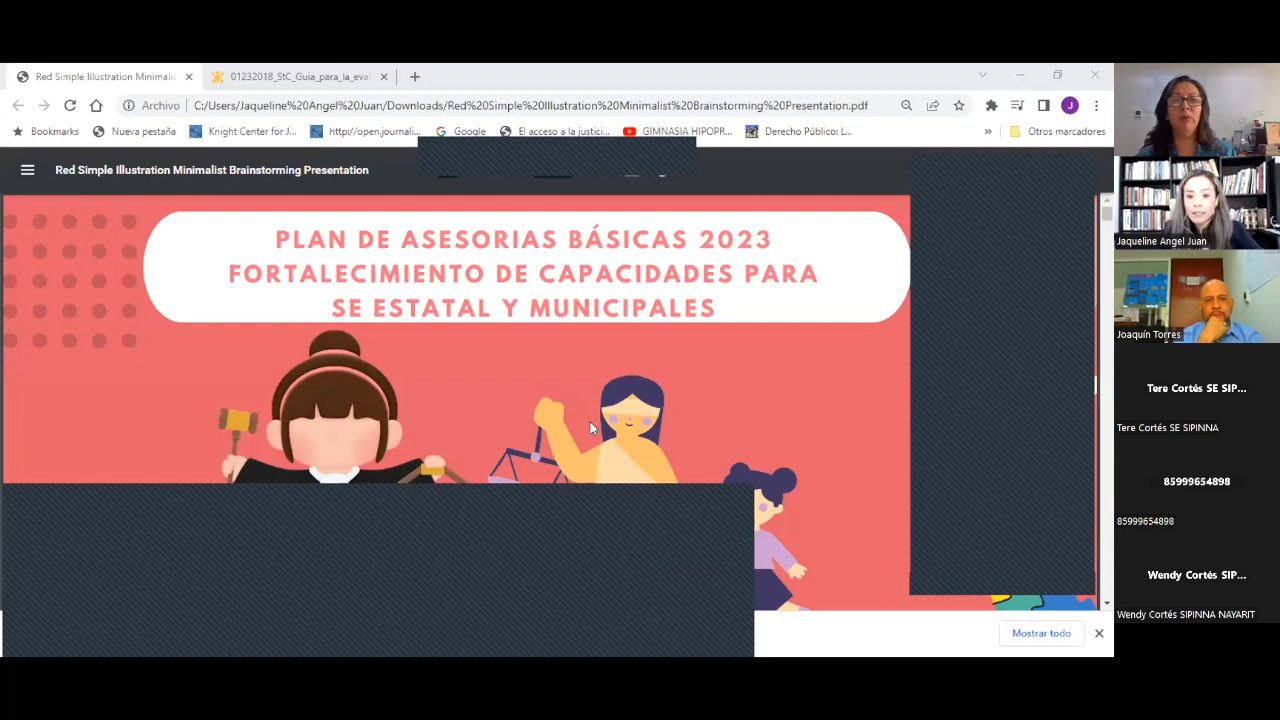 Red Simple Illustration Minimalis
01232018_StC_Guia_para_la_eval
Archivo
C:/Users/Jaqueline%20Angel%20Juan/Downloads/Red%20Simple%20Illustration%20Minimalist%20Brainstorming%20Presentation.pdf
J
Bookmarks
Nueva pestaña
Knight Center for J...
http://open.journali...
Google
El acceso a la justici...
GIMNASIA HIPOPR...
Derecho Público: L...
»
Otros marcadores
Red Simple Illustration Minimalist Brainstorming Presentation
PLAN DE ASESORIAS BÁSICAS 2023
FORTALECIMIENTO DE CAPACIDADES PARA
SE ESTATAL Y MUNICIPALES
Mostrar todo
Jaqueline Angel Juan
Joaquín Torres
Tere Cortés SE SIP...
Tere Cortés SE SIPINNA
85999654898
85999654898
Wendy Cortés SIP...
Wendy Cortés SIPINNA NAYARIT